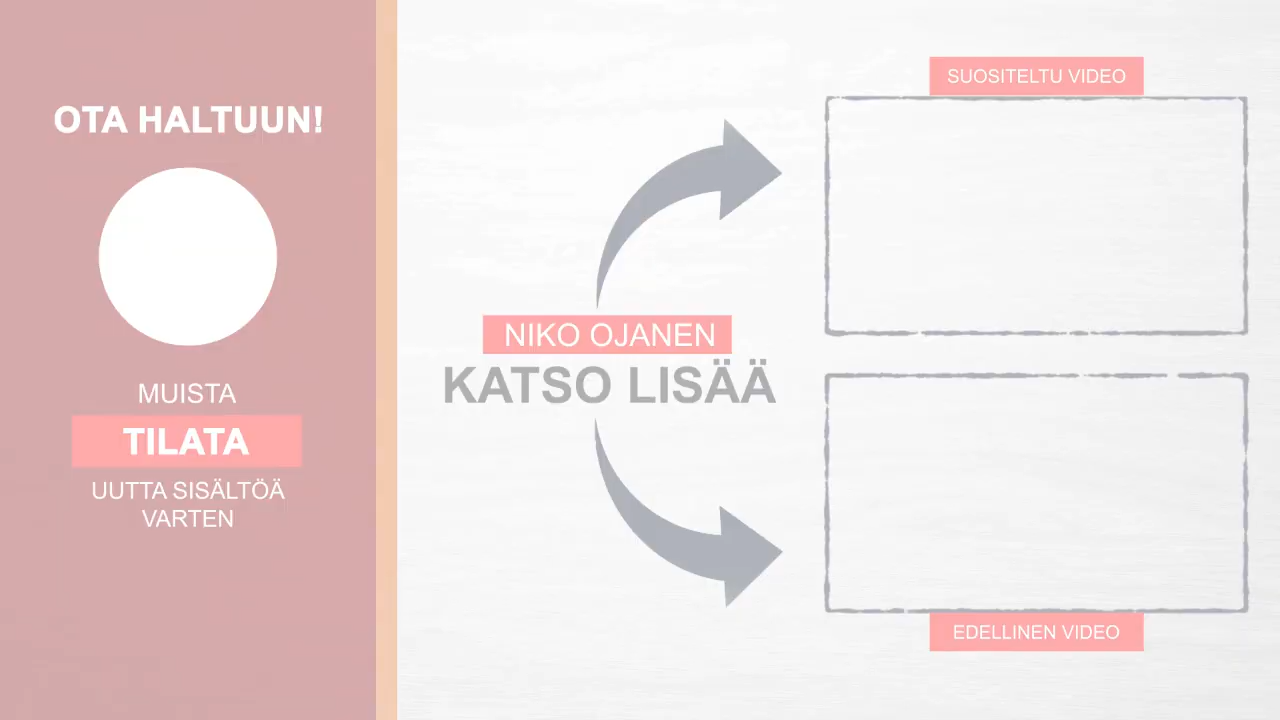 OTA HALTUUN!
MUISTA
TILATA
UUTTA SISÄLTÖÄ
VARTEN
NIKO OJANEN
KATSO LISÄÄ
SUOSITELTU VIDEO
EDELLINEN VIDEO